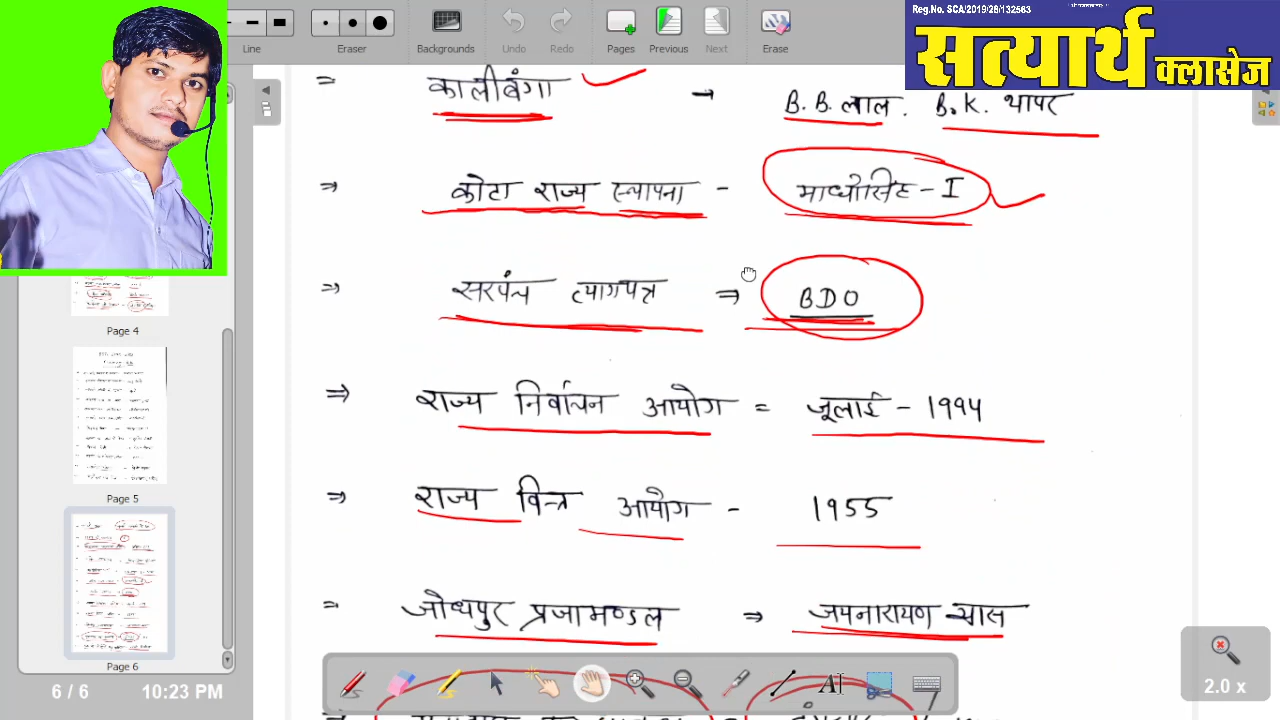 Reg.No. SCA/2019/28/132563
सत्यार्थ क्लासेज
Line
Eraser
Backgrounds
Undo
Redo
Pages
Previous
Next
Erase
⇒ कालीबंगा → B. B. लाल. B. K. थापर
⇒ कोटा राज्य स्थापना - माधोसिंह - I
⇒ सरपंच त्यागपत्र ⇒ BDO
⇒ राज्य निर्वाचन आयोग = जूलाई - 1994
⇒ राज्य वित्त आयोग - 1955
= जोधपुर प्रजामण्डल ⇒ जयनारायण व्यास
Page 4
Page 5
Page 6
6 / 6 10:23 PM
2.0 x